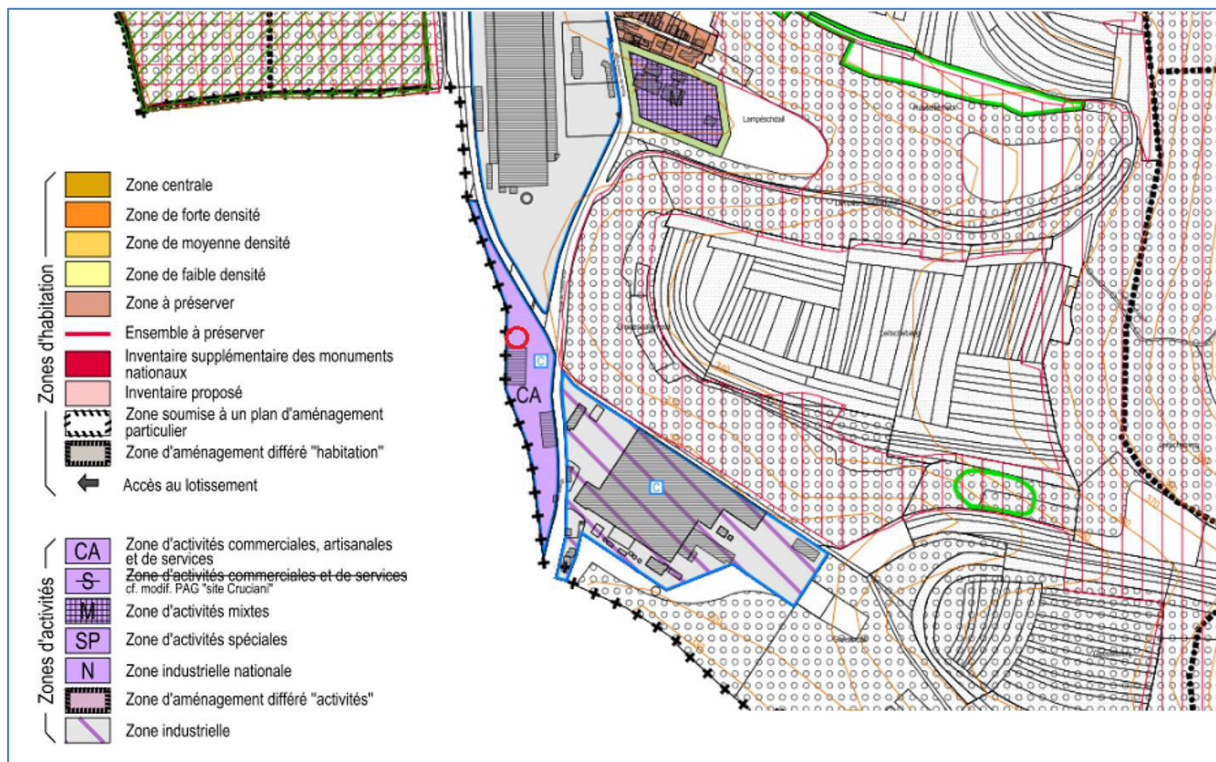 Zones d'habitation
Zone centrale
Zone de forte densité
Zone de moyenne densité
Zone de faible densité
Zone à préserver
Ensemble à préserver
Inventaire supplémentaire des monuments
nationaux
Inventaire proposé
Zone soumise à un plan d'aménagement
particulier
Zone d'aménagement différé "habitation"
Accès au lotissement
Zones d'activités
CA Zone d'activités commerciales, artisanales
et de services
S Zone d'activités commerciales et de services
cf. modif. PAG "site Cruciani"
M Zone d'activités mixtes
SP Zone d'activités spéciales
N Zone industrielle nationale
Zone d'aménagement différé "activités"
Zone industrielle
M
Lampéschdall
C
CA
C
340